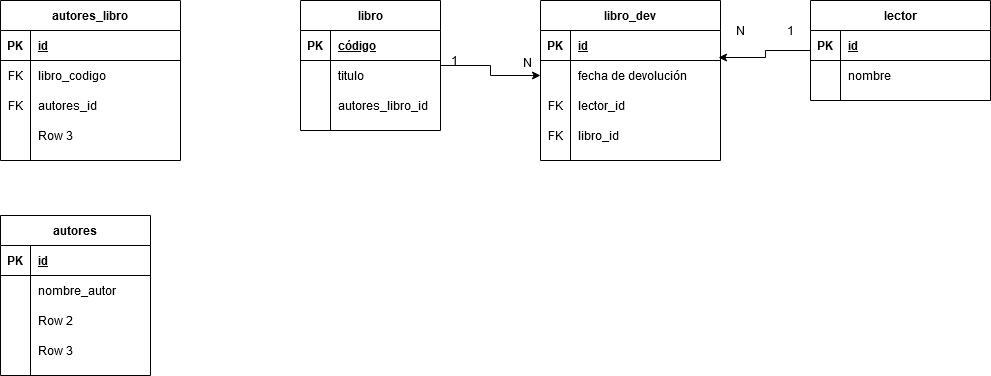 autores_libro
PK id
FK libro_codigo
FK autores_id
Row 3
libro
PK código
titulo
autores_libro_id
1
N
libro_dev
PK id
fecha de devolución
FK lector_id
FK libro_id
N
1
lector
PK id
nombre
autores
PK id
nombre_autor
Row 2
Row 3